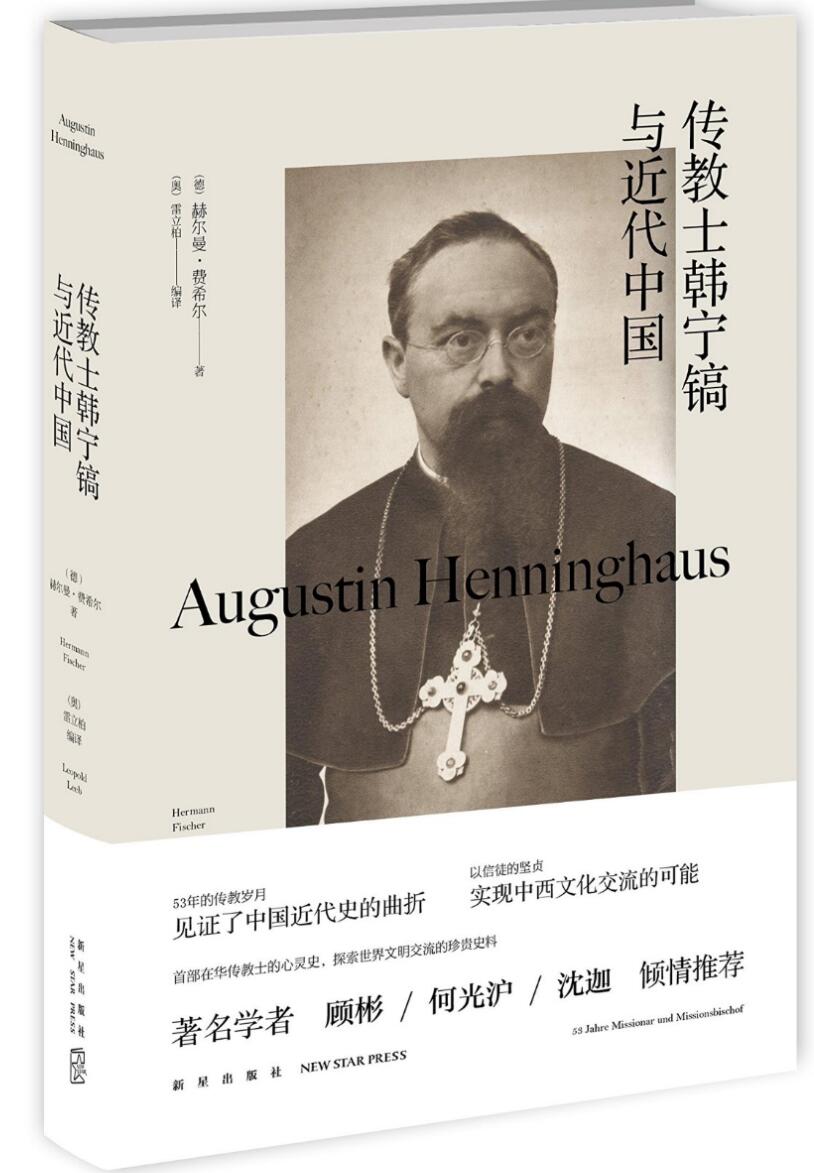 Augustin
Henninghaus
传教士韩宁镐
与近代中国
（德）
赫尔曼·费希尔
著
Hermann
Fischer
（奥）
雷立柏
编译
Leopold
Leeb
新星出版社
NEW STAR PRESS
传教士韩宁镐
与近代中国
（德）赫尔曼·费希尔——著
（奥）雷立柏——编译
Augustin Henninghaus
Hermann
Fischer
53年的传教岁月
见证了中国近代史的曲折
以信徒的坚贞
实现中西文化交流的可能
首部在华传教士的心灵史，探索世界文明交流的珍贵史料
著名学者 顾彬 / 何光沪 / 沈迦 倾情推荐
53 Jahre Missionar und Missionsbischof
新星出版社 NEW STAR PRESS